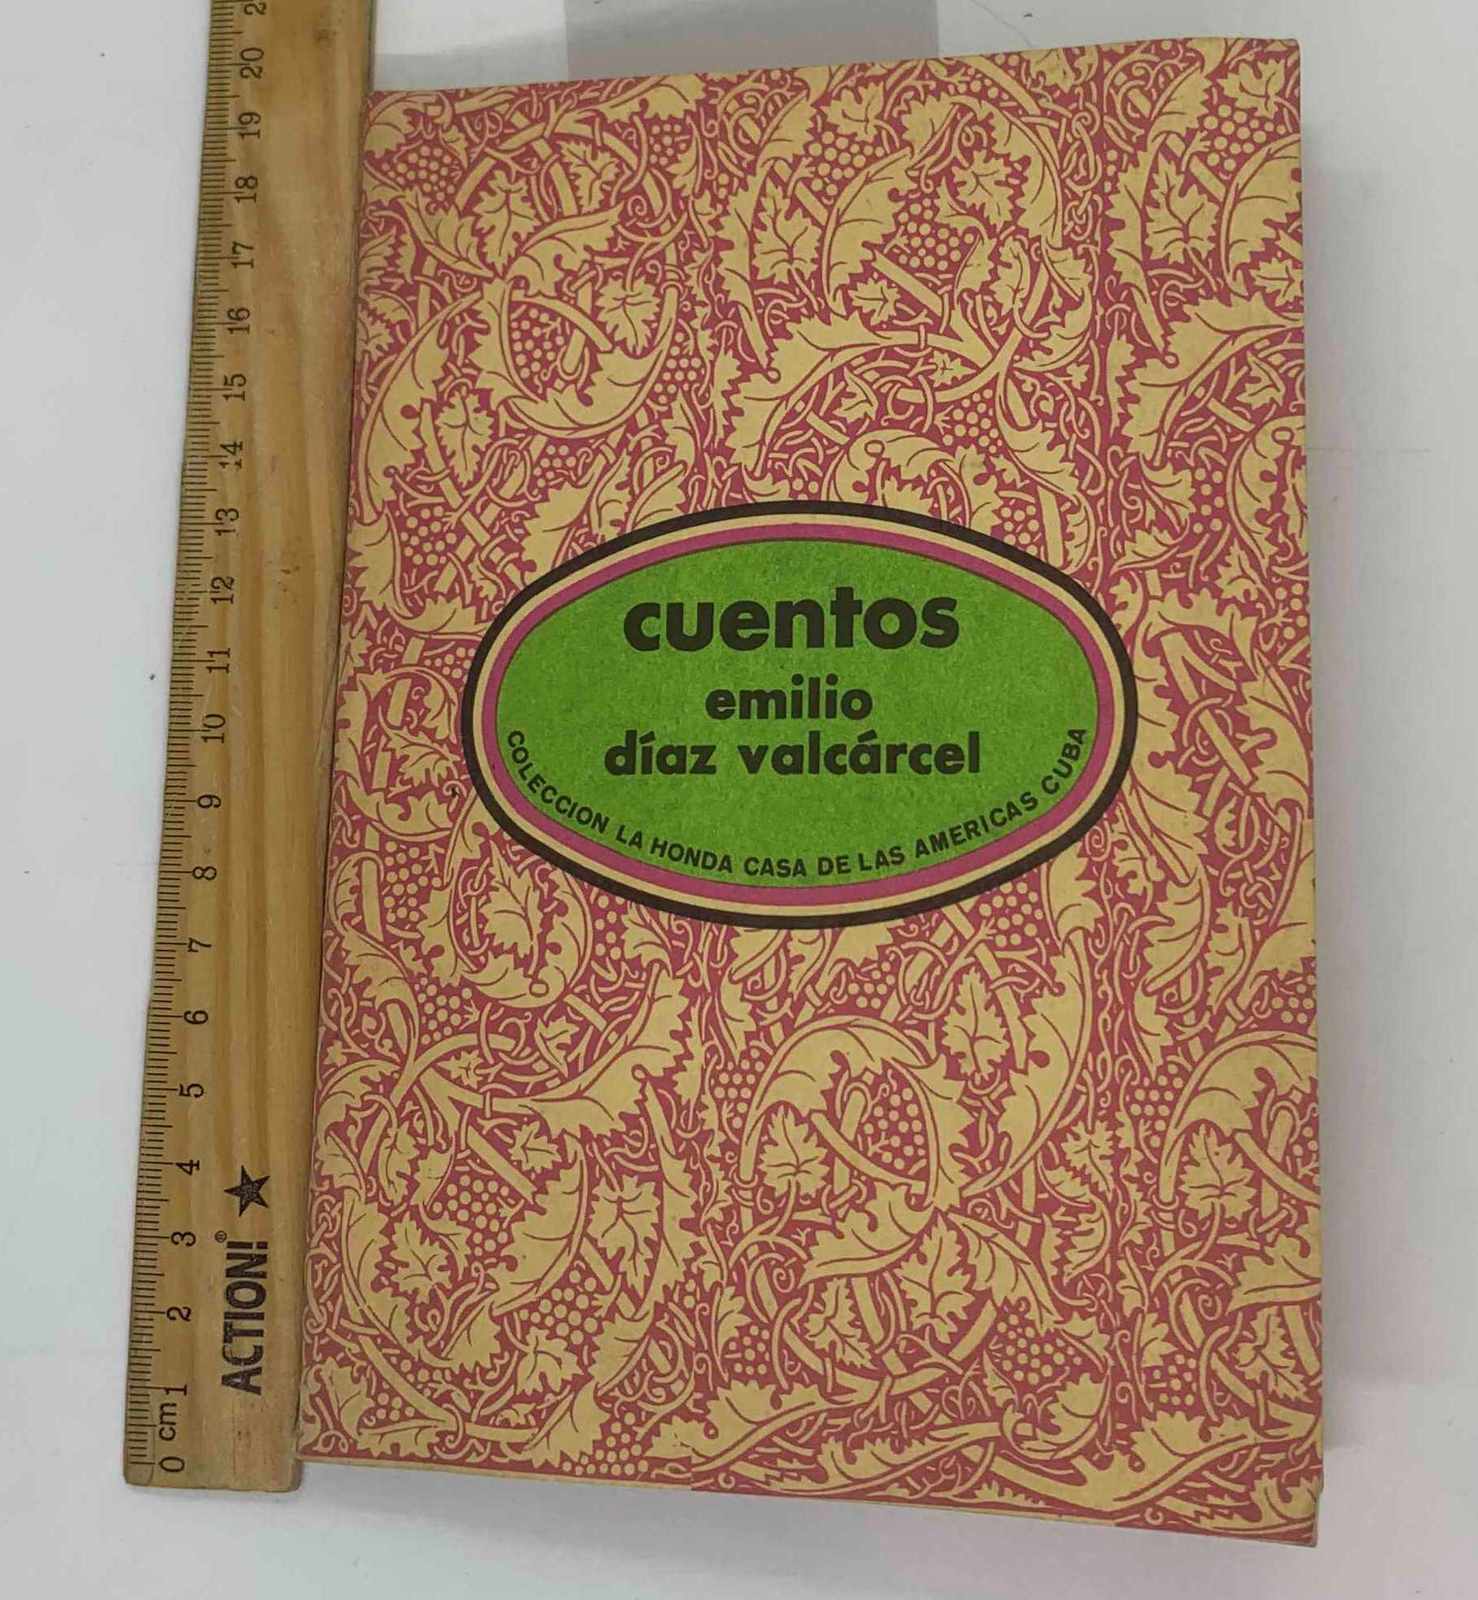 cuentos
emilio
díaz valcárcel
COLECCION LA HONDA CASA DE LAS AMERICAS CUBA
0 cm 1 2 3 4 5 6 7 8 9 10 11 12 13 14 15 16 17 18 19 20
ACTION!®